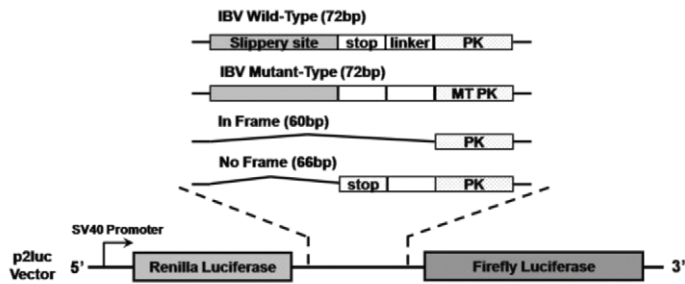 IBV Wild-Type (72bp)
Slippery site stop linker PK
IBV Mutant-Type (72bp)
MT PK
In Frame (60bp)
PK
No Frame (66bp)
stop PK
SV40 Promoter
p2luc Vector 5’ Renilla Luciferase Firefly Luciferase 3’